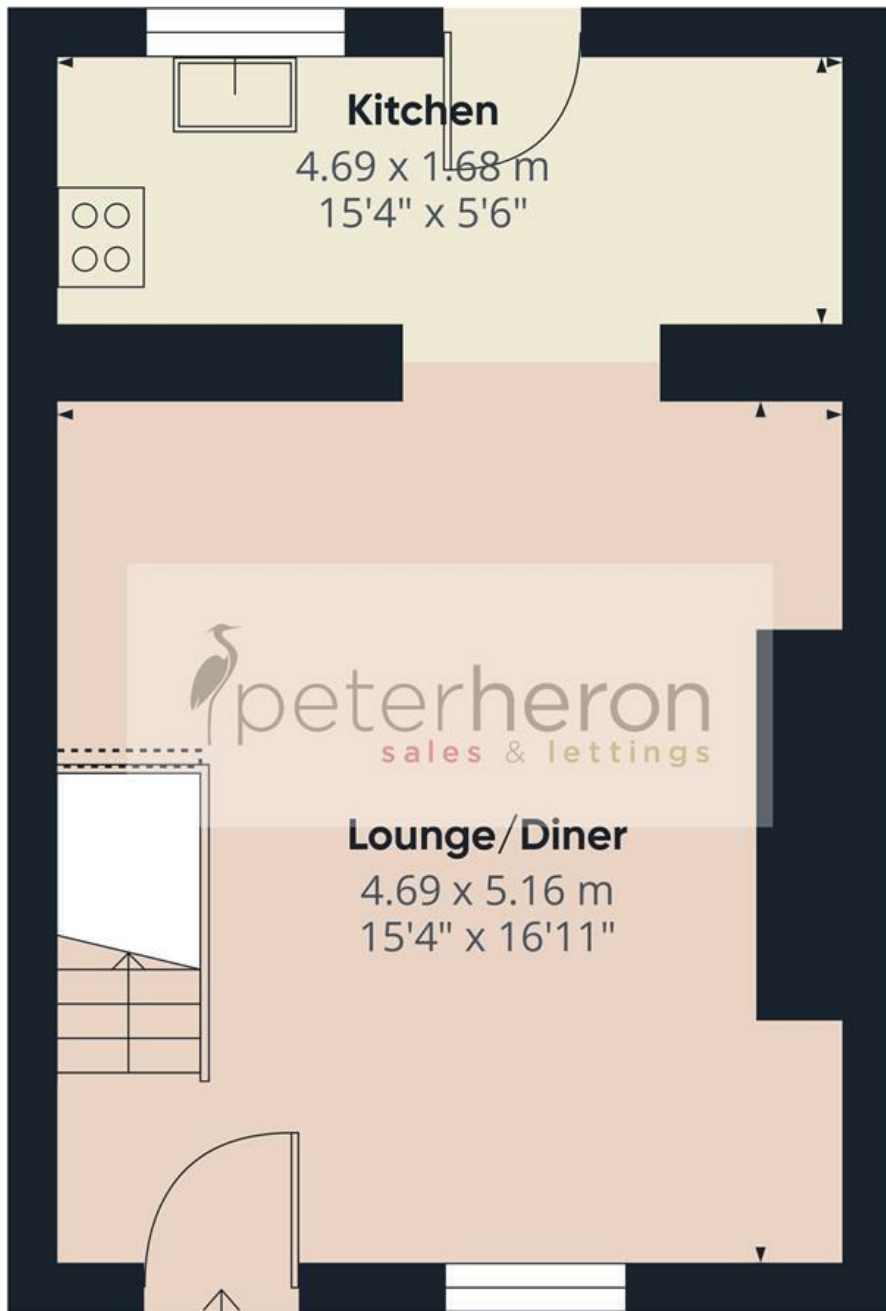 Kitchen
4.69 x 1.68 m
15'4" x 5'6"
peterheron
sales & lettings
Lounge/Diner
4.69 x 5.16 m
15'4" x 16'11"